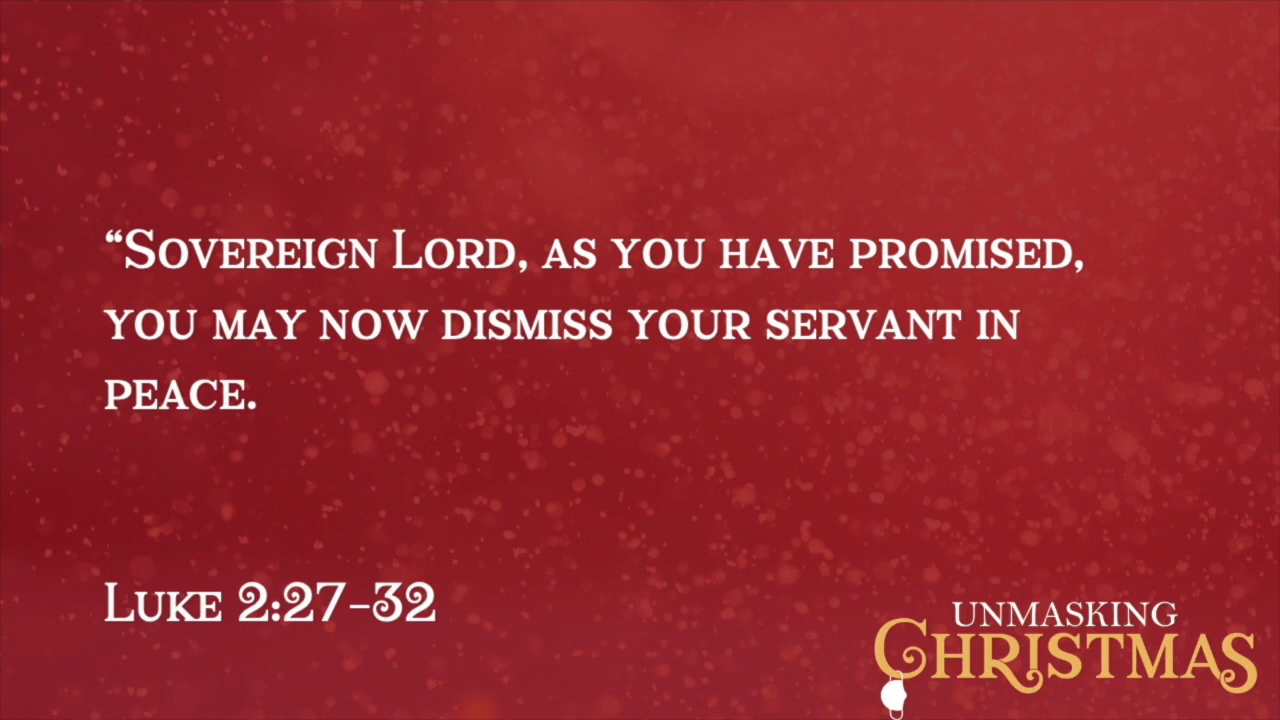 “Sovereign Lord, as you have promised,
you may now dismiss your servant in
peace.
Luke 2:27-32
UNMASKING
CHRISTMAS